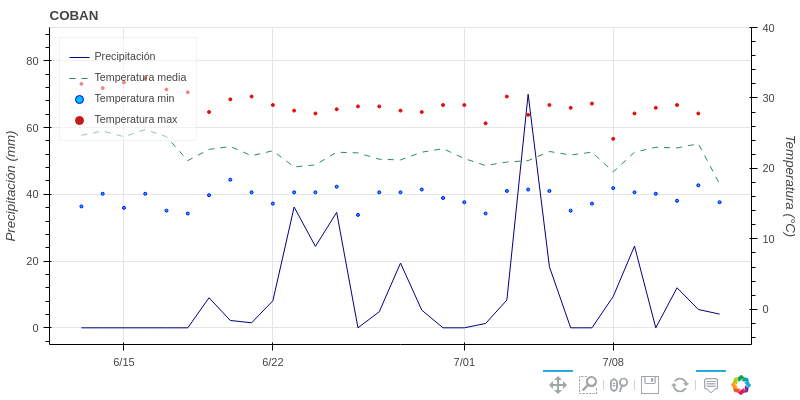 COBAN
Precipitación
Temperatura media
Temperatura min
Temperatura max
Precipitación (mm)
80
60
40
20
0
Temperatura (°C)
40
30
20
10
0
6/15
6/22
7/01
7/08